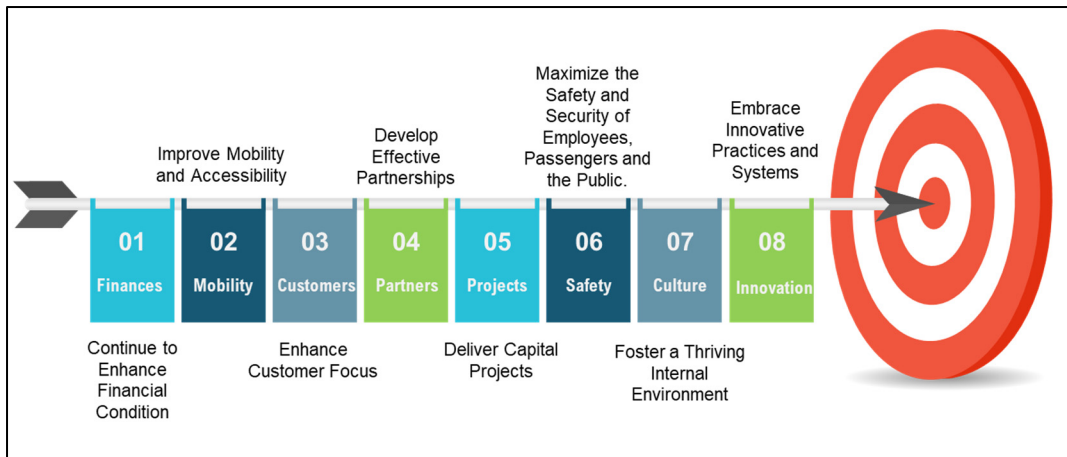 01
Finances
Continue to
Enhance
Financial
Condition
Improve Mobility
and Accessibility
02
Mobility
03
Customers
Enhance
Customer Focus
Develop
Effective
Partnerships
04
Partners
05
Projects
Deliver Capital
Projects
Maximize the
Safety and
Security of
Employees,
Passengers and
the Public.
06
Safety
07
Culture
Foster a Thriving
Internal
Environment
Embrace
Innovative
Practices and
Systems
08
Innovation